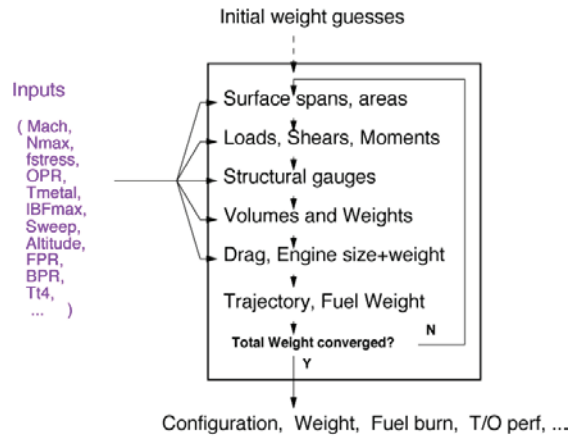 Initial weight guesses
Inputs
( Mach,
Nmax,
fstress,
OPR,
Tmetal,
IBFmax,
Sweep,
Altitude,
FPR,
BPR,
Tt4,
... )
Surface spans, areas
Loads, Shears, Moments
Structural gauges
Volumes and Weights
Drag, Engine size+weight
Trajectory, Fuel Weight
Total Weight converged?
N
Y
Configuration, Weight, Fuel burn, T/O perf, ...